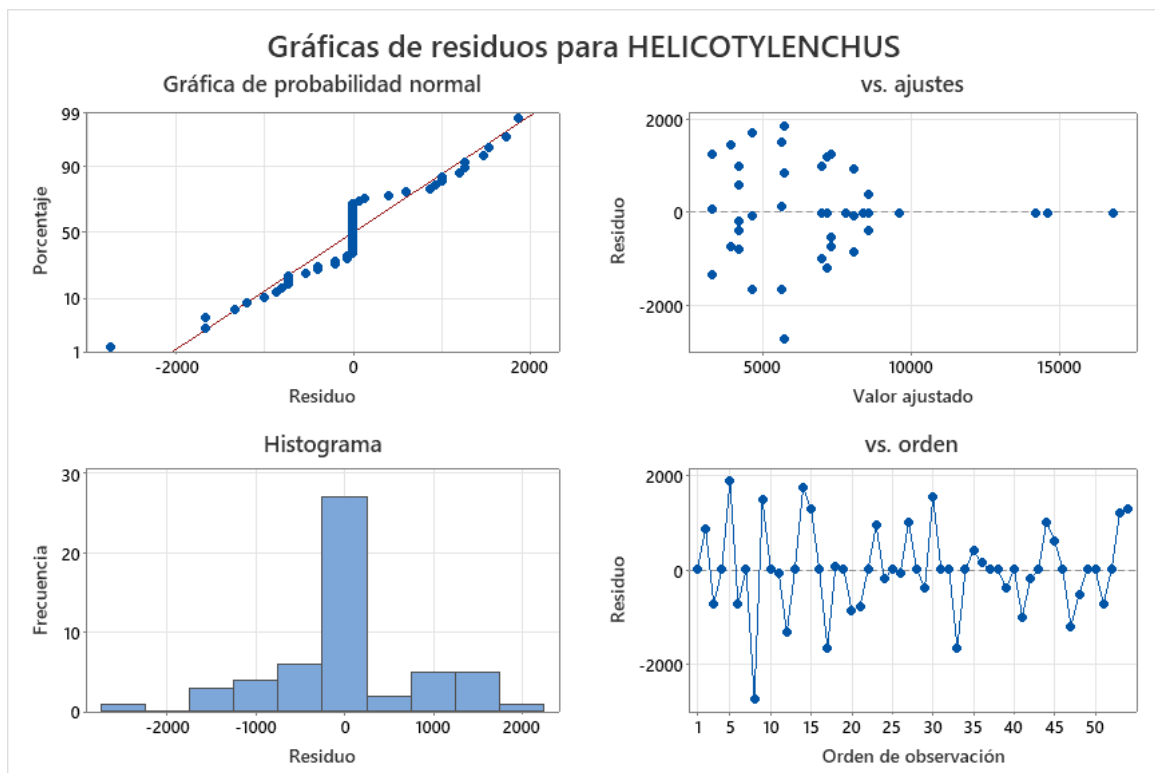 Gráficas de residuos para HELICOTYLENCHUS
Gráfica de probabilidad normal
99
90
50
10
1
Porcentaje
-2000
0
2000
Residuo
vs. ajustes
2000
0
-2000
Residuo
5000
10000
15000
Valor ajustado
Histograma
30
20
10
0
Frecuencia
-2000
-1000
0
1000
2000
Residuo
vs. orden
2000
0
-2000
Residuo
1
5
10
15
20
25
30
35
40
45
50
Orden de observación